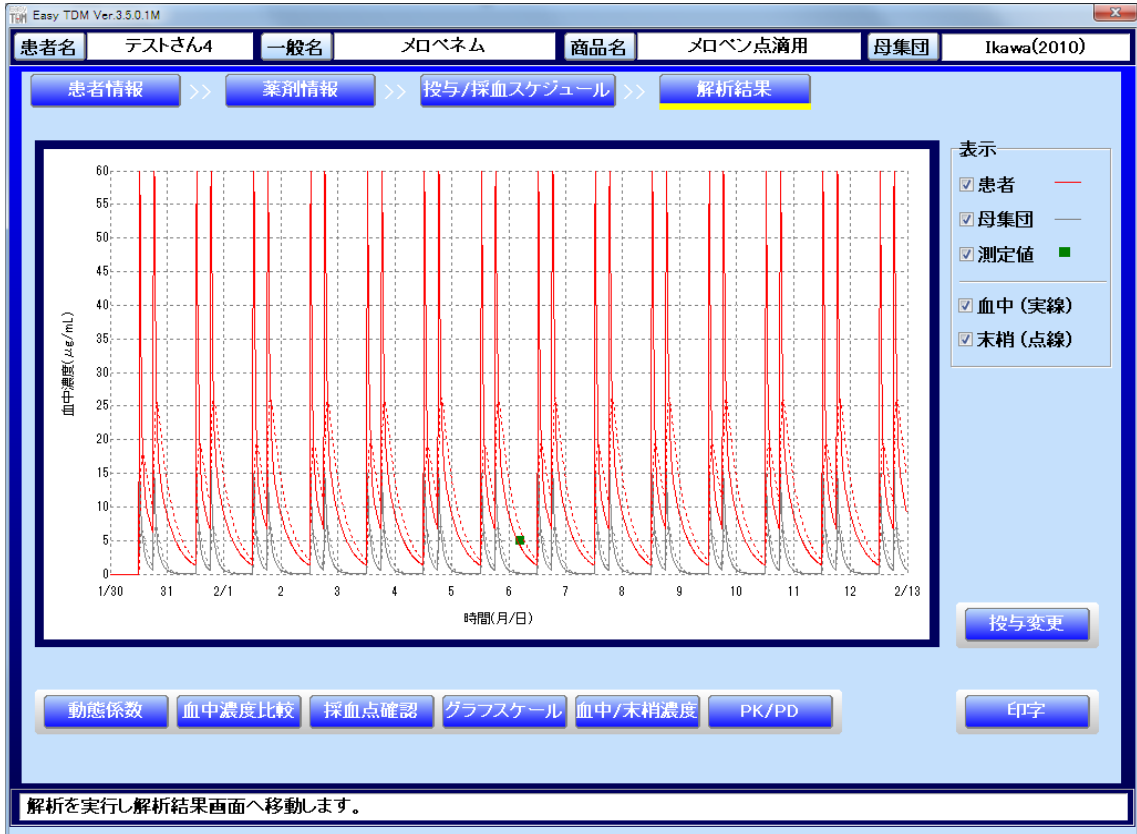 Easy TDM Ver.3.5.0.1M
患者名 テストさん4 一般名 メロペネム 商品名 メロペン点滴用 母集団 Ikawa(2010)
患者情報 >> 薬剤情報 >> 投与/採血スケジュール >> 解析結果
表示
患者
母集団
測定値
血中 (実線)
末梢 (点線)
60
55
50
45
40
35
30
25
20
15
10
5
0
血中濃度(μg/mL)
1/30 31 2/1 2 3 4 5 6 7 8 9 10 11 12 2/13
時間(月/日)
投与変更
動態係数 血中濃度比較 採血点確認 グラフスケール 血中/末梢濃度 PK/PD 印字
解析を実行し解析結果画面へ移動します。